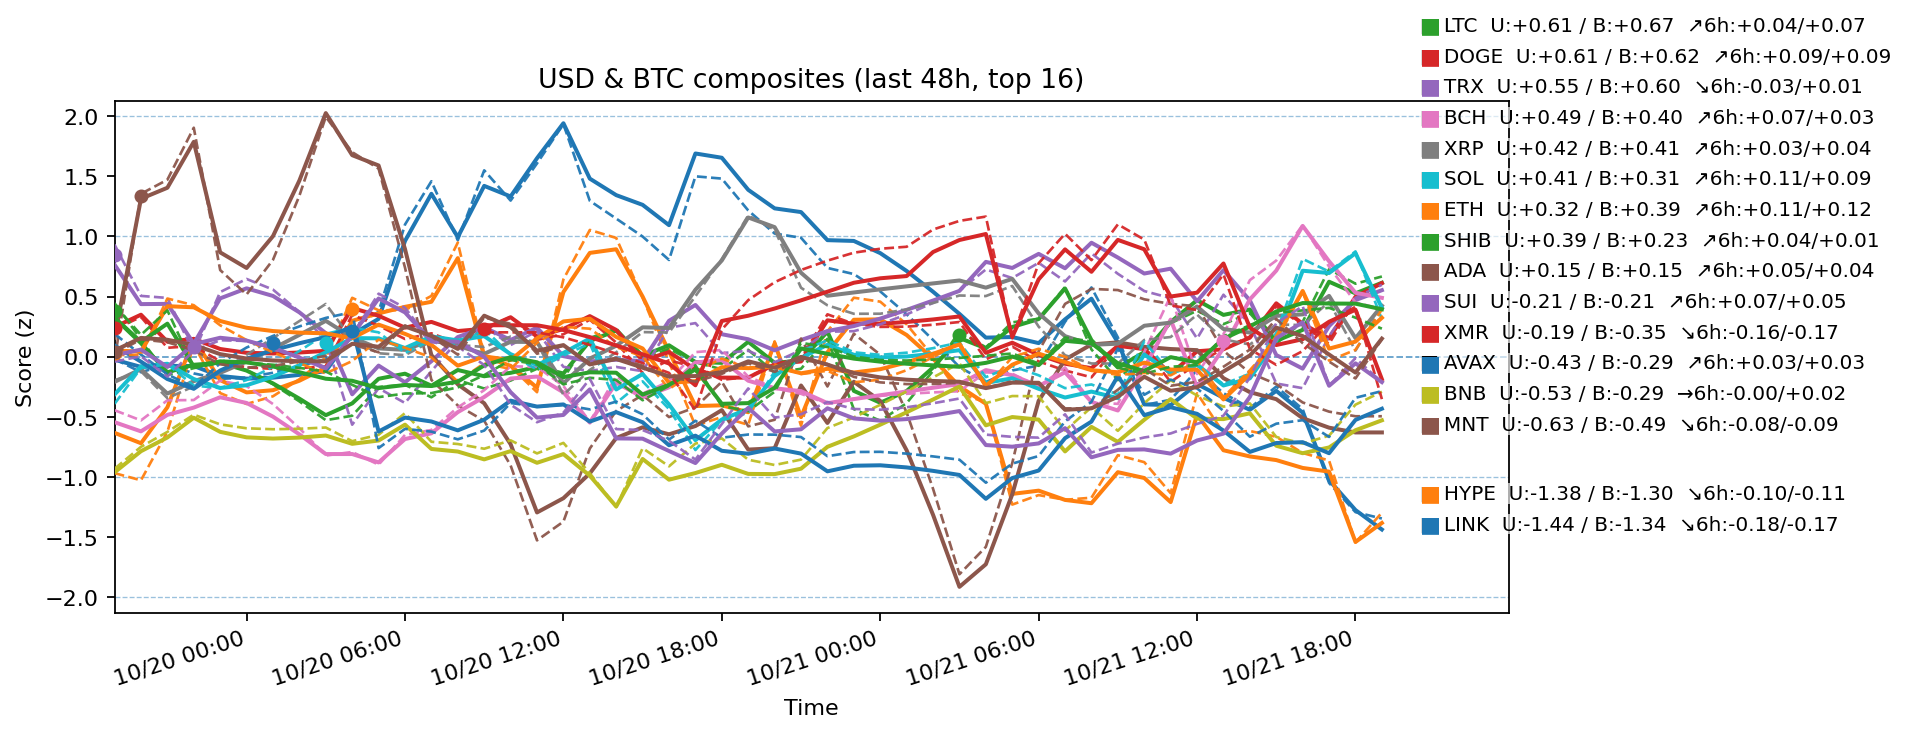 USD & BTC composites (last 48h, top 16)
LTC U:+0.61 / B:+0.67 ↗6h:+0.04/+0.07
DOGE U:+0.61 / B:+0.62 ↗6h:+0.09/+0.09
TRX U:+0.55 / B:+0.60 ↘6h:-0.03/+0.01
BCH U:+0.49 / B:+0.40 ↗6h:+0.07/+0.03
XRP U:+0.42 / B:+0.41 ↗6h:+0.03/+0.04
SOL U:+0.41 / B:+0.31 ↗6h:+0.11/+0.09
ETH U:+0.32 / B:+0.39 ↗6h:+0.11/+0.12
SHIB U:+0.39 / B:+0.23 ↗6h:+0.04/+0.01
ADA U:+0.15 / B:+0.15 ↗6h:+0.05/+0.04
SUI U:-0.21 / B:-0.21 ↗6h:+0.07/+0.05
XMR U:-0.19 / B:-0.35 ↘6h:-0.16/-0.17
AVAX U:-0.43 / B:-0.29 ↗6h:+0.03/+0.03
BNB U:-0.53 / B:-0.29 →6h:-0.00/+0.02
MNT U:-0.63 / B:-0.49 ↘6h:-0.08/-0.09
HYPE U:-1.38 / B:-1.30 ↘6h:-0.10/-0.11
LINK U:-1.44 / B:-1.34 ↘6h:-0.18/-0.17
Score (z)
2.0
1.5
1.0
0.5
0.0
−0.5
−1.0
−1.5
−2.0
10/20 00:00
10/20 06:00
10/20 12:00
10/20 18:00
10/21 00:00
10/21 06:00
10/21 12:00
10/21 18:00
Time